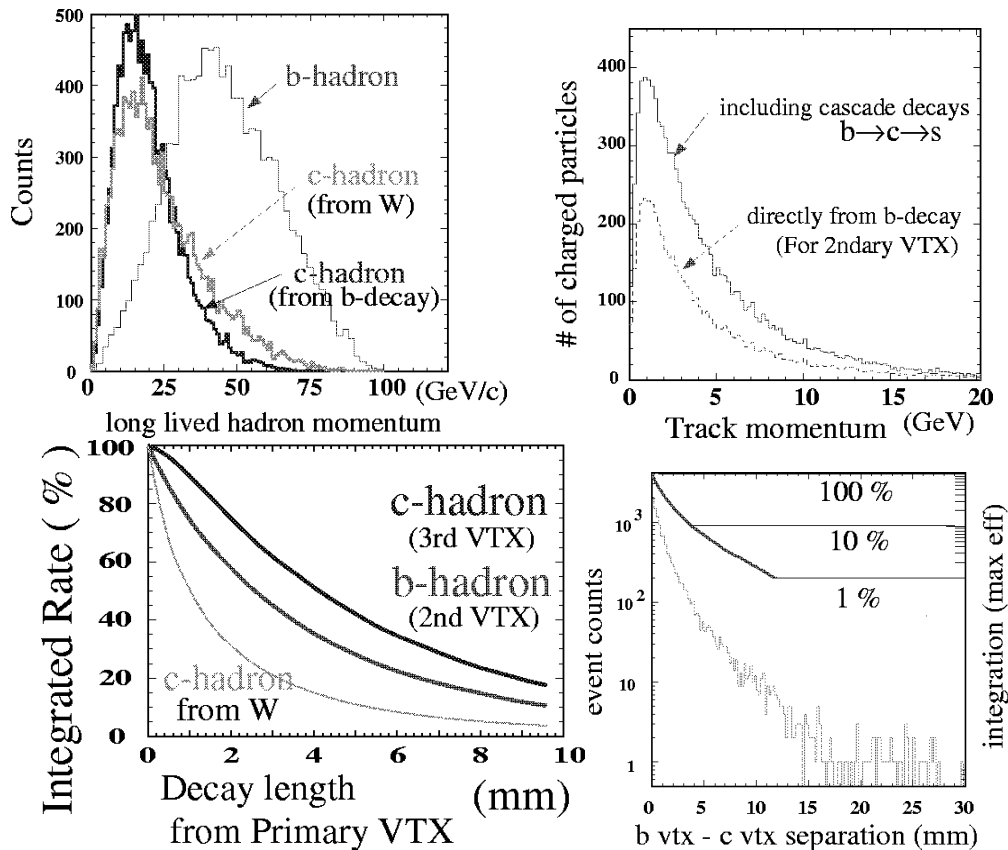 500
400
300
200
100
0
Counts
b-hadron
c-hadron
(from W)
c-hadron
(from b-decay)
0 25 50 75 100
(GeV/c)
long lived hadron momentum
400
300
200
100
0
# of charged particles
including cascade decays
b→c→s
directly from b-decay
(For 2ndary VTX)
0 5 10 15 20
Track momentum (GeV)
100
80
60
40
20
0
Integrated Rate ( % )
c-hadron
(3rd VTX)
b-hadron
(2nd VTX)
c-hadron
from W
0 2 4 6 8 10
Decay length (mm)
from Primary VTX
10³
10²
10
1
event counts
100 %
10 %
1 %
integration (max eff)
0 5 10 15 20 25 30
b vtx - c vtx separation (mm)